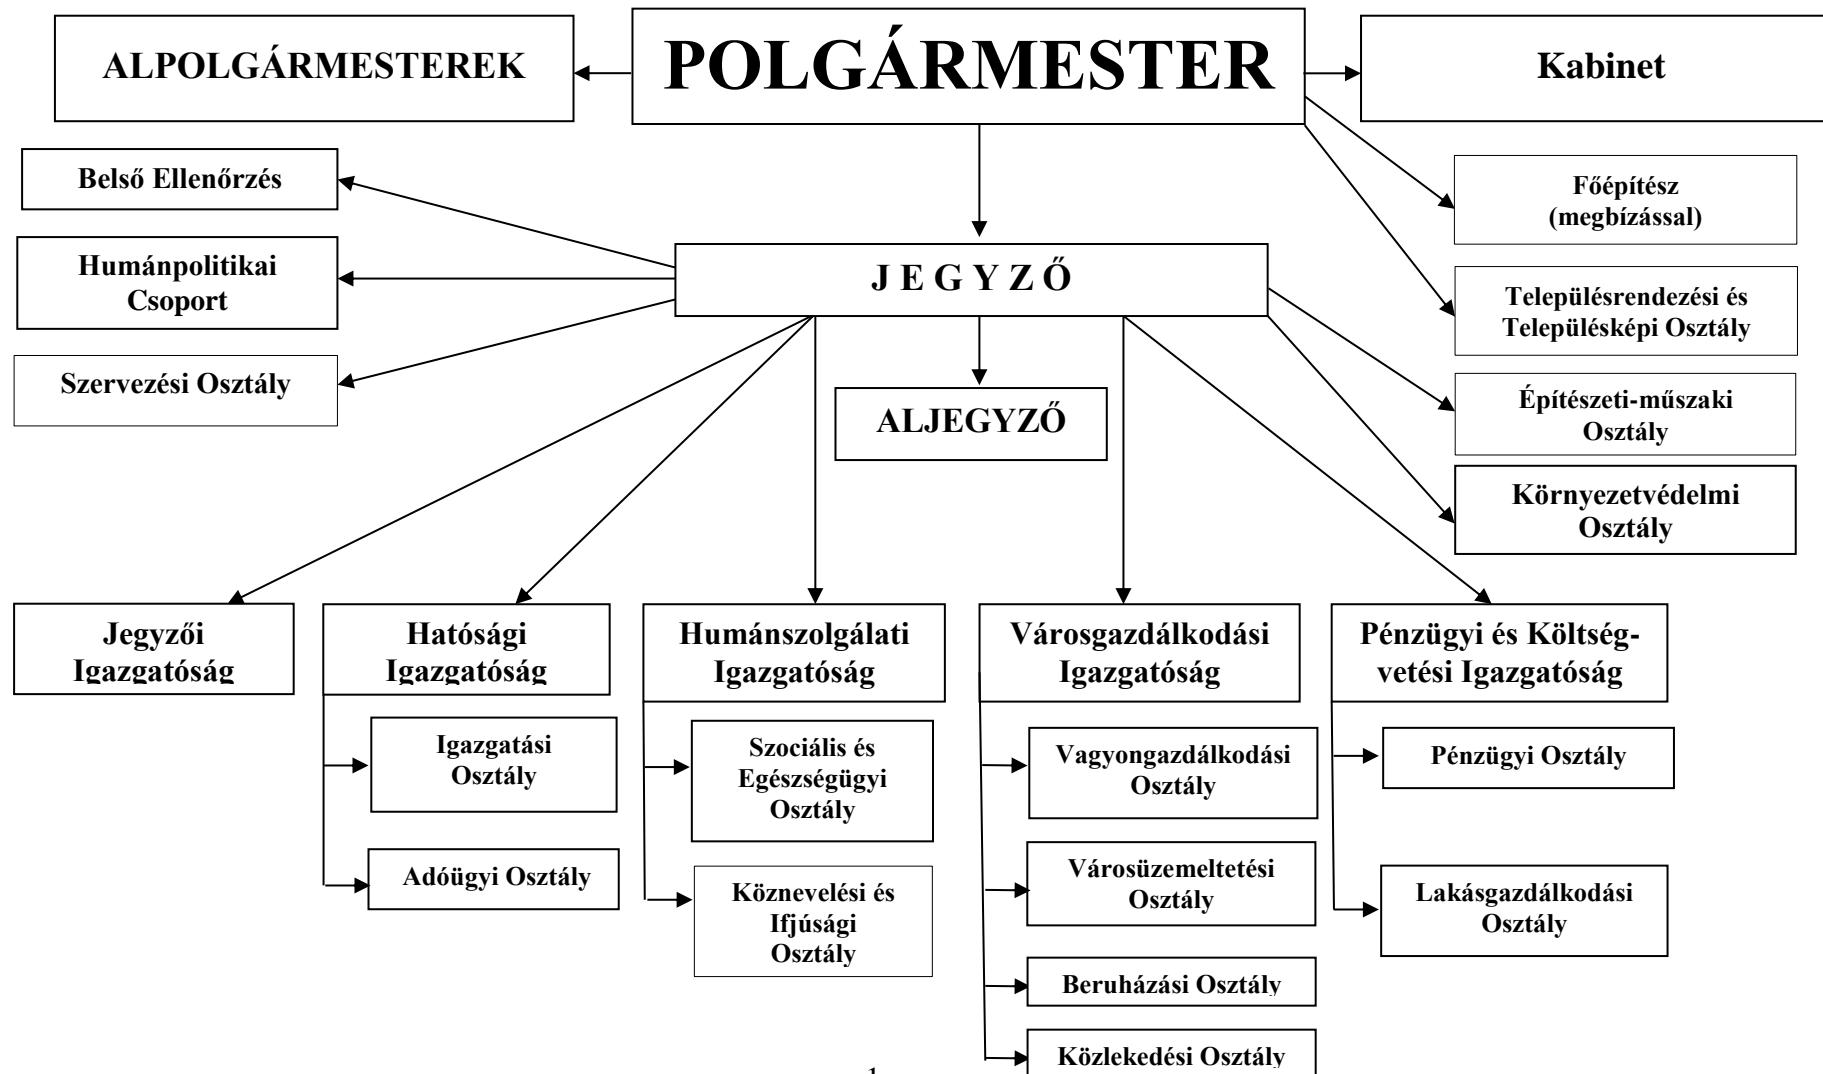 ALPOLGÁRMESTEREK
POLGÁRMESTER
Kabinet
Belső Ellenőrzés
Főépítész
(megbízással)
Humánpolitikai
Csoport
J E G Y Z Ő
Településrendezési és
Településképi Osztály
Szervezési Osztály
ALJEGYZŐ
Építészeti-műszaki
Osztály
Környezetvédelmi
Osztály
Jegyzői
Igazgatóság
Hatósági
Igazgatóság
Humánszolgálati
Igazgatóság
Városgazdálkodási
Igazgatóság
Pénzügyi és Költség-
vetési Igazgatóság
Igazgatási
Osztály
Adóügyi Osztály
Szociális és
Egészségügyi
Osztály
Köznevelési és
Ifjúsági
Osztály
Vagyongazdálkodási
Osztály
Városüzemeltetési
Osztály
Beruházási Osztály
Közlekedési Osztály
Pénzügyi Osztály
Lakásgazdálkodási
Osztály
1